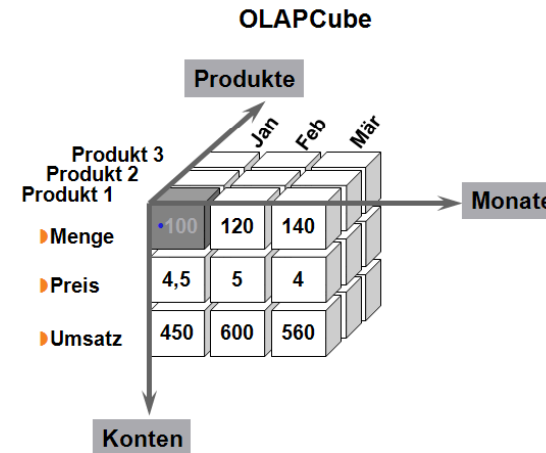 OLAPCube
Produkte
Jan Feb Mär
Produkt 3
Produkt 2
Produkt 1
Monate
Menge 100 120 140
Preis 4,5 5 4
Umsatz 450 600 560
Konten